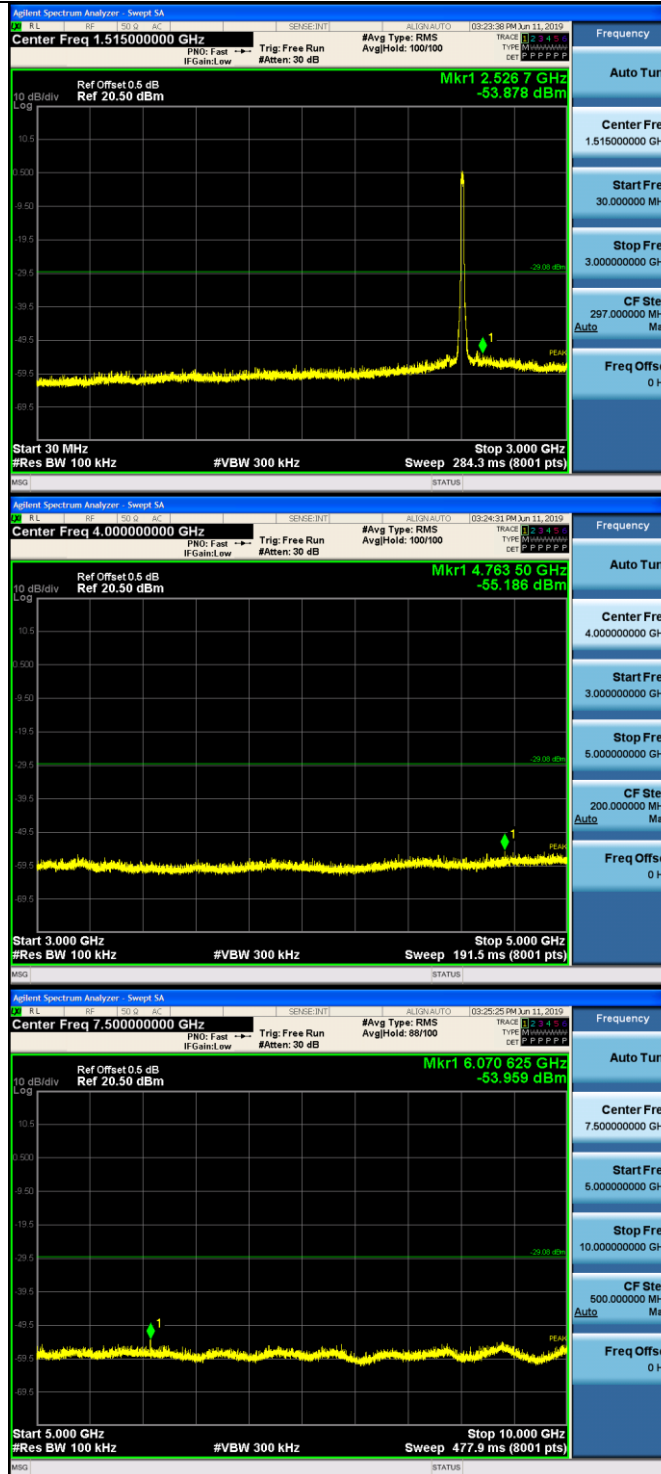 Agilent Spectrum Analyzer - Swept SA
RL RF 50 Ω AC SENSE:INT ALIGNAUTO 03:23:38 PM Jun 11, 2019
Center Freq 1.515000000 GHz
PNO: Fast Trig: Free Run #Avg Type: RMS TRACE 1 2 3 4 5 6
IFGain:Low #Atten: 30 dB Avg|Hold: 100/100 TYPE M W W W W W
DET P P P P P P
Frequency
Auto Tun
Mkr1 2.526 7 GHz
Ref Offset 0.5 dB
10 dB/div Ref 20.50 dBm -53.878 dBm
Log
10.5
0.500
-9.50
-19.5
-29.5
-39.5
-49.5
-59.5
-69.5
-29.08 dBm
1
PEAK
Center Fre
1.515000000 GH
Start Fre
30.000000 MH
Stop Fre
3.000000000 GH
CF Ste
297.000000 MH
Auto Ma
Freq Offse
0 H
Start 30 MHz Stop 3.000 GHz
#Res BW 100 kHz #VBW 300 kHz Sweep 284.3 ms (8001 pts)
MSG STATUS
Agilent Spectrum Analyzer - Swept SA
RL RF 50 Ω AC SENSE:INT ALIGNAUTO 03:24:31 PM Jun 11, 2019
Center Freq 4.000000000 GHz
PNO: Fast Trig: Free Run #Avg Type: RMS TRACE 1 2 3 4 5 6
IFGain:Low #Atten: 30 dB Avg|Hold: 100/100 TYPE M W W W W W
DET P P P P P P
Frequency
Auto Tun
Mkr1 4.763 50 GHz
Ref Offset 0.5 dB
10 dB/div Ref 20.50 dBm -55.186 dBm
Log
10.5
0.500
-9.50
-19.5
-29.5
-39.5
-49.5
-59.5
-69.5
-29.08 dBm
1
PEAK
Center Fre
4.000000000 GH
Start Fre
3.000000000 GH
Stop Fre
5.000000000 GH
CF Ste
200.000000 MH
Auto Ma
Freq Offse
0 H
Start 3.000 GHz Stop 5.000 GHz
#Res BW 100 kHz #VBW 300 kHz Sweep 191.5 ms (8001 pts)
MSG STATUS
Agilent Spectrum Analyzer - Swept SA
RL RF 50 Ω AC SENSE:INT ALIGNAUTO 03:25:25 PM Jun 11, 2019
Center Freq 7.500000000 GHz
PNO: Fast Trig: Free Run #Avg Type: RMS TRACE 1 2 3 4 5 6
IFGain:Low #Atten: 30 dB Avg|Hold: 88/100 TYPE M W W W W W
DET P P P P P P
Frequency
Auto Tun
Mkr1 6.070 625 GHz
Ref Offset 0.5 dB
10 dB/div Ref 20.50 dBm -53.959 dBm
Log
10.5
0.500
-9.50
-19.5
-29.5
-39.5
-49.5
-59.5
-69.5
-29.08 dBm
1
PEAK
Center Fre
7.500000000 GH
Start Fre
5.000000000 GH
Stop Fre
10.000000000 GH
CF Ste
500.000000 MH
Auto Ma
Freq Offse
0 H
Start 5.000 GHz Stop 10.000 GHz
#Res BW 100 kHz #VBW 300 kHz Sweep 477.9 ms (8001 pts)
MSG STATUS